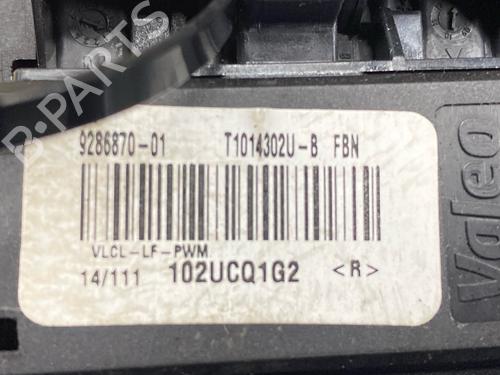 9286870-01 T1014302U-B FBN
VLCL-LF-PWM
14/111 102UCQ1G2 <R>
Valeo
B-PARTS